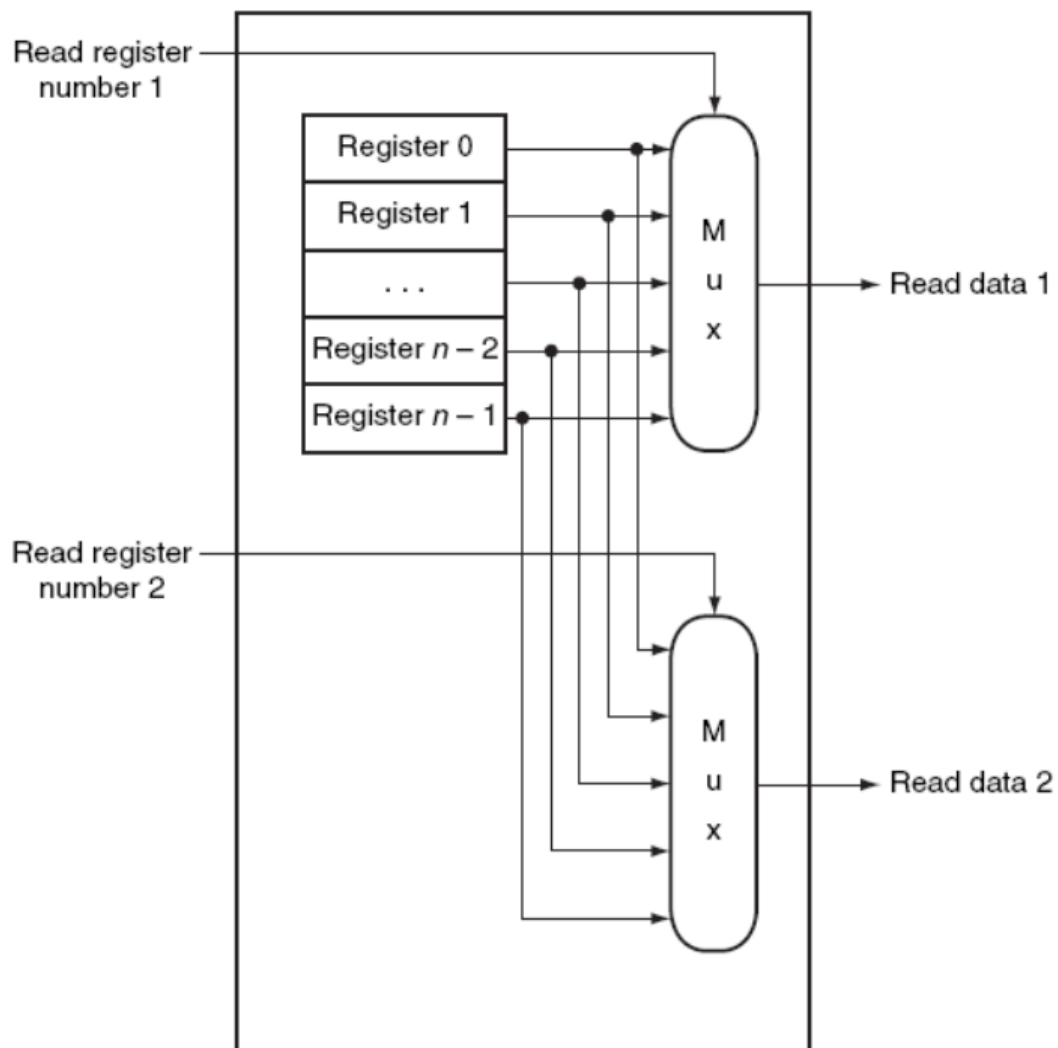 Read register
number 1
Register 0
Register 1
. . .
Register n – 2
Register n – 1
M
u
x
Read data 1
Read register
number 2
M
u
x
Read data 2